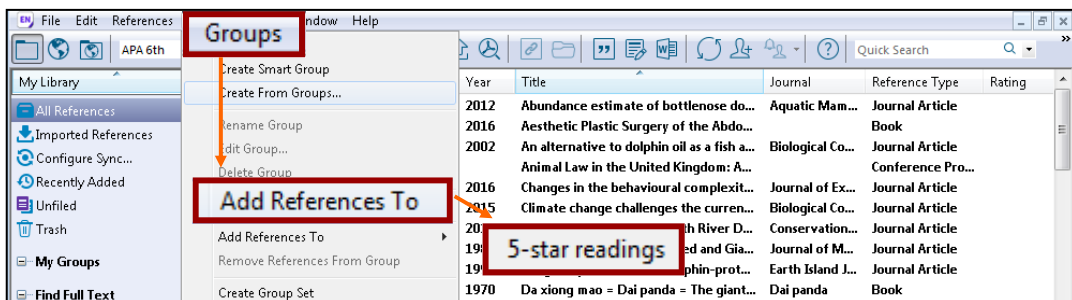 EN File Edit References ndow Help
Groups
APA 6th
Quick Search
»
Create Smart Group
Create From Groups...
Rename Group
Edit Group...
Delete Group
Add References To
5-star readings
Add References To
Remove References From Group
Create Group Set
My Library
All References
Imported References
Configure Sync...
Recently Added
Unfiled
Trash
My Groups
Find Full Text
Year Title Journal Reference Type Rating
2012 Abundance estimate of bottlenose do... Aquatic Mam... Journal Article
2016 Aesthetic Plastic Surgery of the Abdo... Book
2002 An alternative to dolphin oil as a fish a... Biological Co... Journal Article
Animal Law in the United Kingdom: A... Conference Pro...
2016 Changes in the behavioural complexit... Journal of Ex... Journal Article
2015 Climate change challenges the curren... Biological Co... Journal Article
th River D... Conservation... Journal Article
ed and Gia... Journal of M... Journal Article
phin-prot... Earth Island J... Journal Article
1970 Da xiong mao = Dai panda = The giant... Dai panda Book